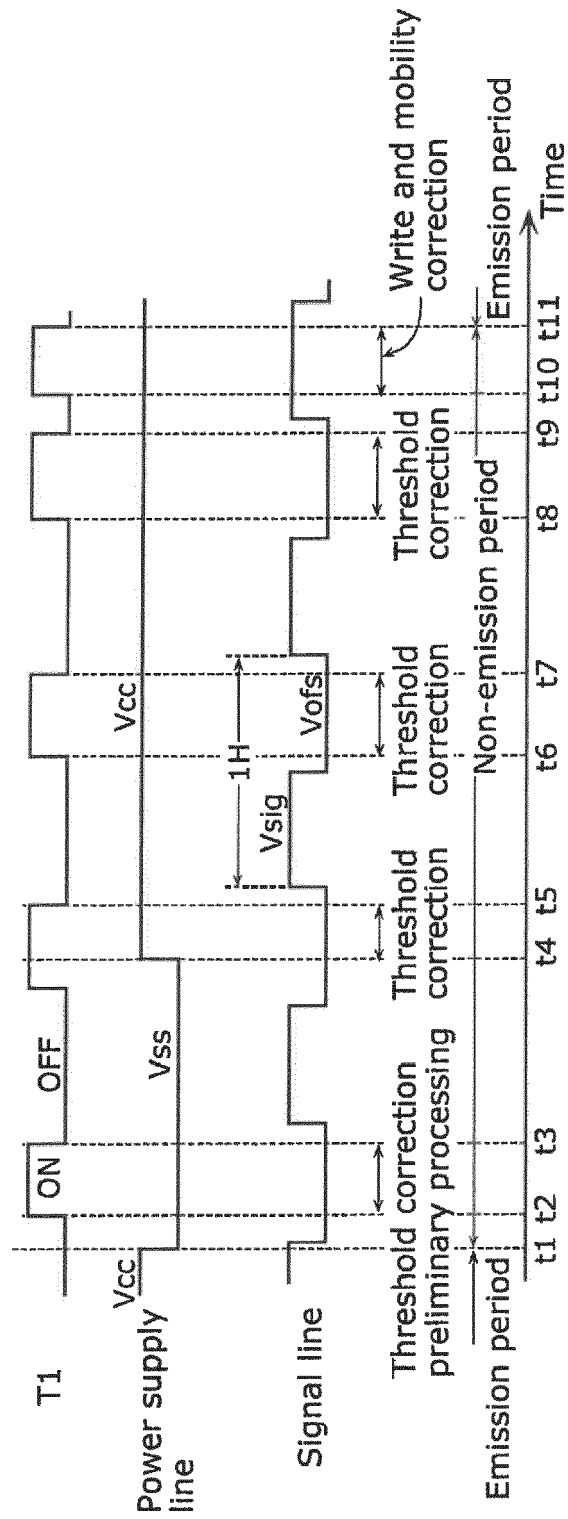 T1
ON
OFF
Power supply
line
Vcc
Vss
Vcc
Signal line
Vsig
1H
Vofs
Threshold correction
preliminary processing
Threshold
correction
Threshold
correction
Threshold
correction
Write and mobility
correction
Emission period
Non-emission period
Emission period
t1 t2 t3 t4 t5 t6 t7 t8 t9 t10 t11
Time